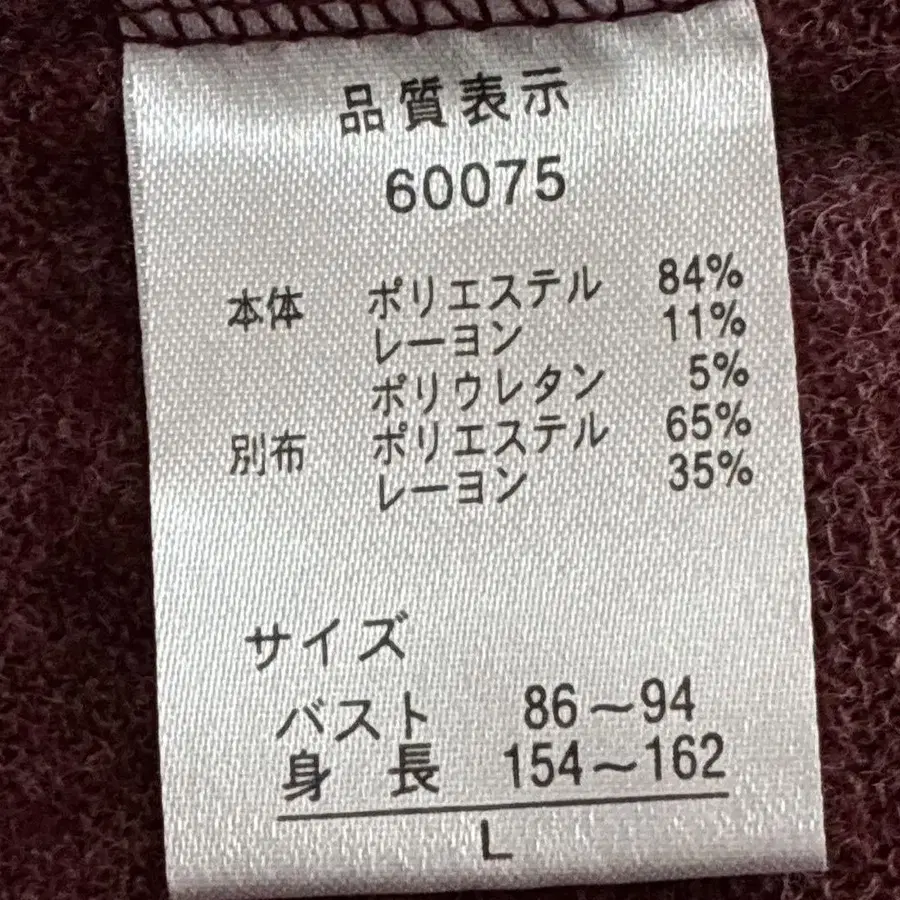 品質表示
60075
本体 ポリエステル 84%
レーヨン 11%
ポリウレタン 5%
別布 ポリエステル 65%
レーヨン 35%
サイズ
バスト 86～94
身長 154～162
L